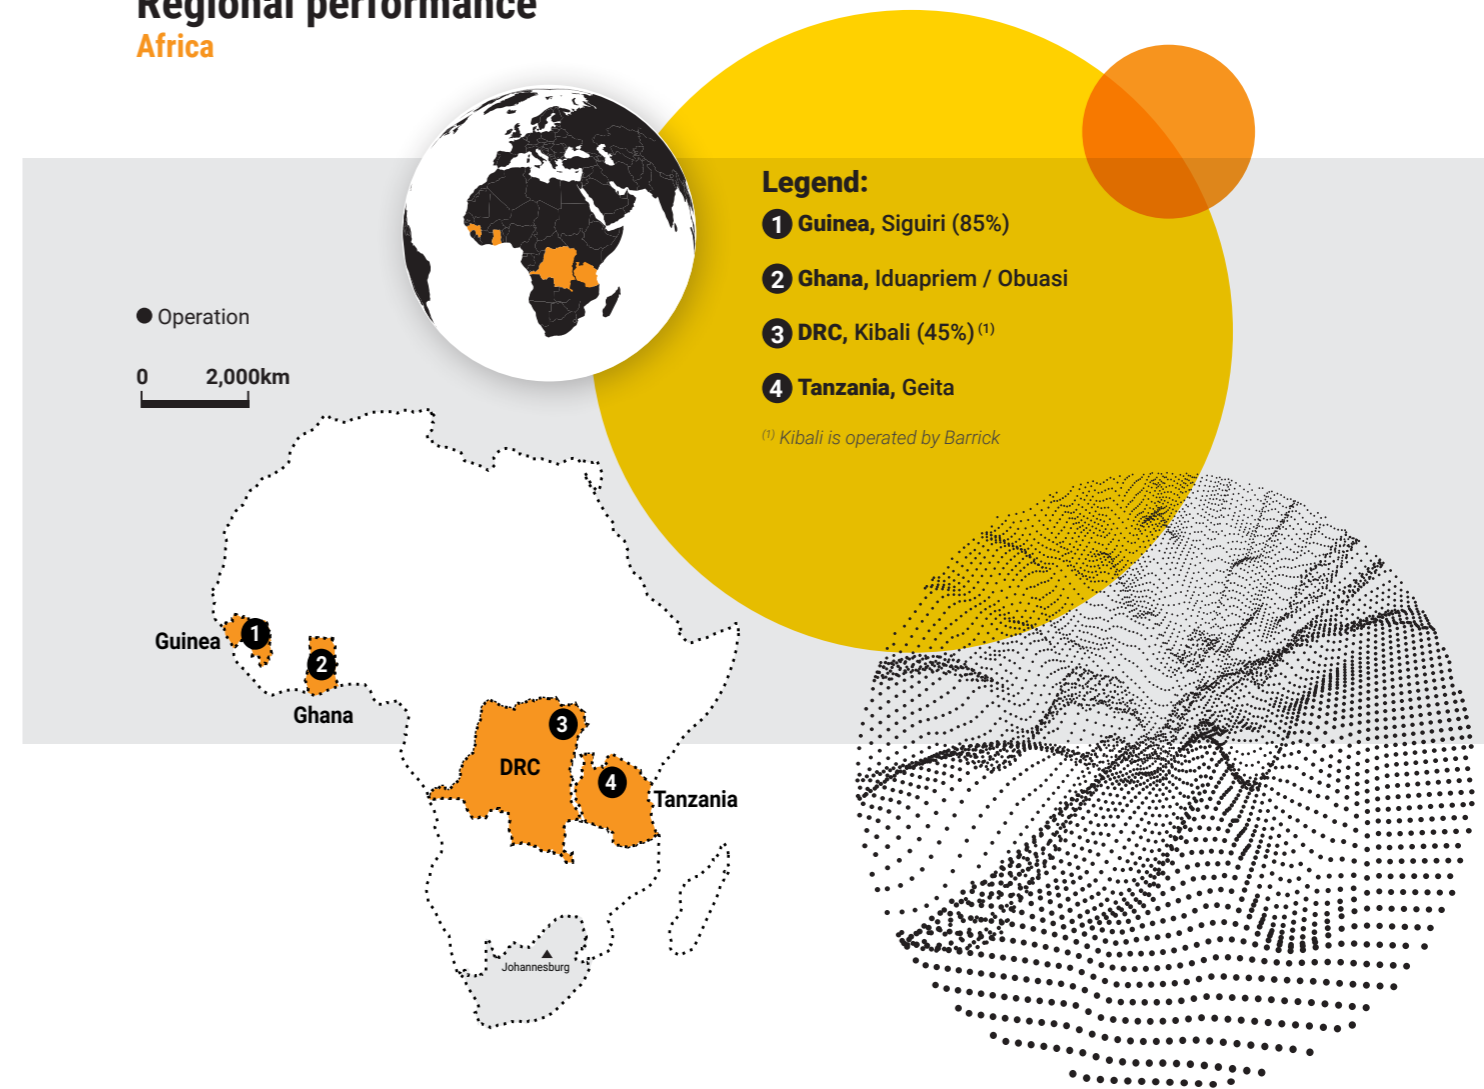 Regional performance
Africa
Legend:
1 Guinea, Siguiri (85%)
2 Ghana, Iduapriem / Obuasi
3 DRC, Kibali (45%) (1)
4 Tanzania, Geita
(1) Kibali is operated by Barrick
Operation
0 2,000km
Guinea
1
2
Ghana
3
DRC
4
Tanzania
Johannesburg